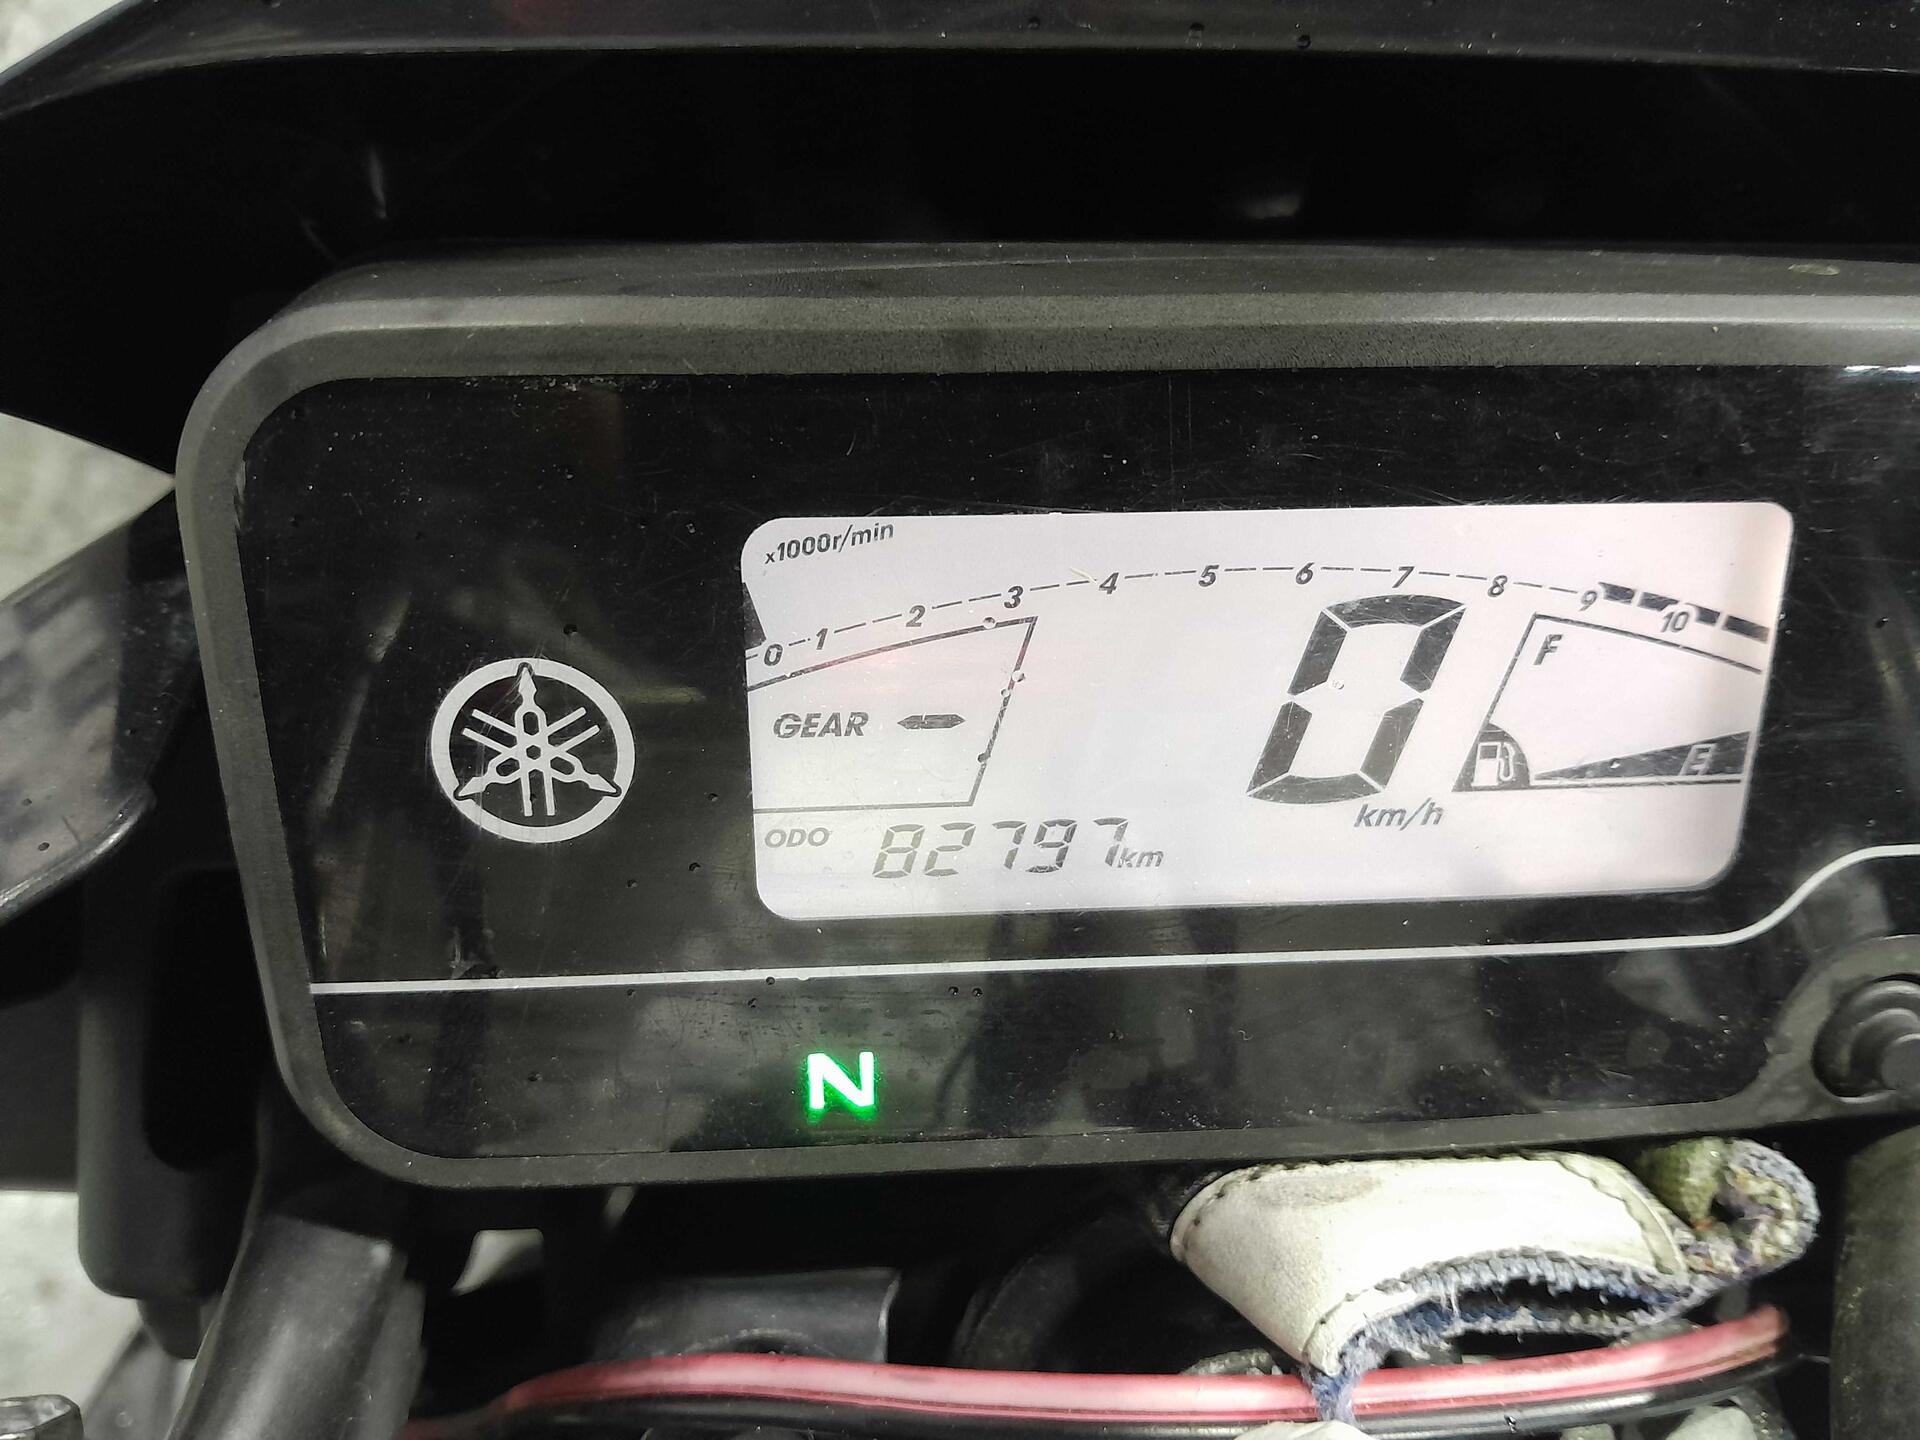 x1000r/min
0 1 2 3 4 5 6 7 8 9 10
GEAR -
0
km/h
F
E
ODO 82797km
N